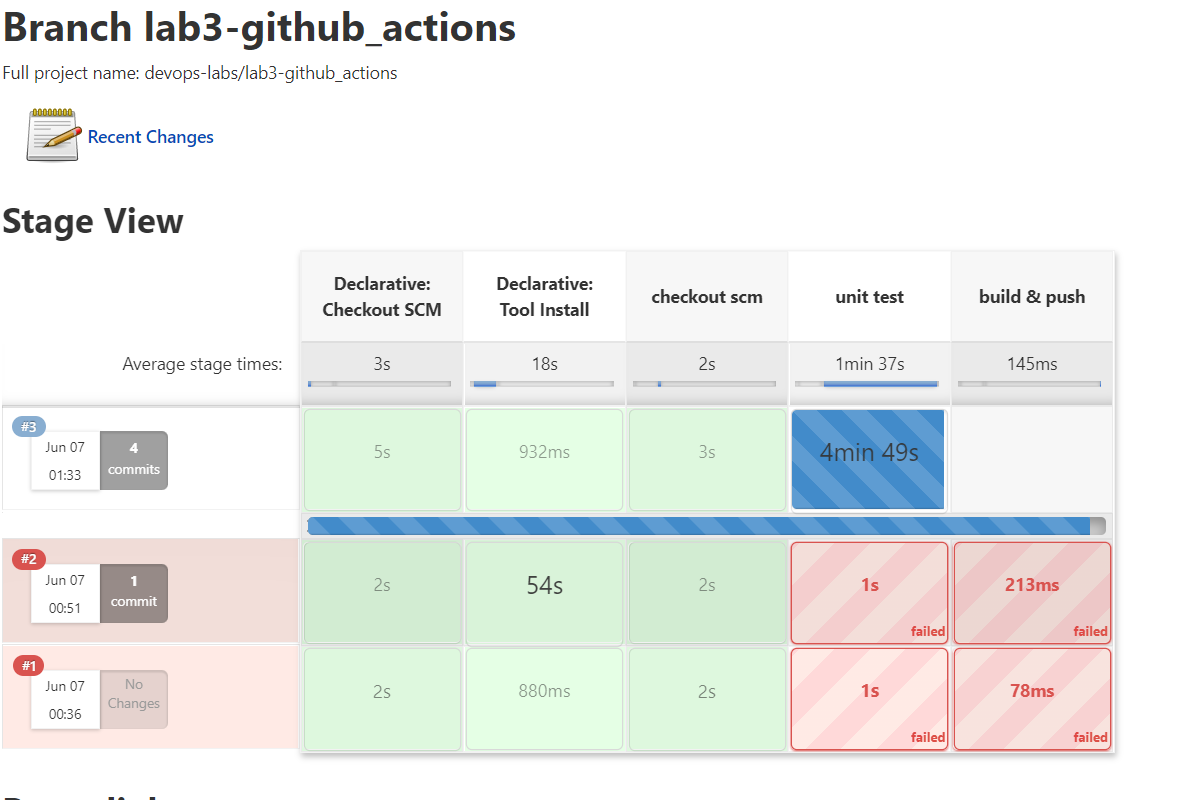 Branch lab3-github_actions
Full project name: devops-labs/lab3-github_actions
Recent Changes
Stage View
Declarative: Checkout SCM
Declarative: Tool Install
checkout scm
unit test
build & push
Average stage times:
3s
18s
2s
1min 37s
145ms
#3
Jun 07
01:33
4
commits
5s
932ms
3s
4min 49s
#2
Jun 07
00:51
1
commit
2s
54s
2s
1s
failed
213ms
failed
#1
Jun 07
00:36
No
Changes
2s
880ms
2s
1s
failed
78ms
failed